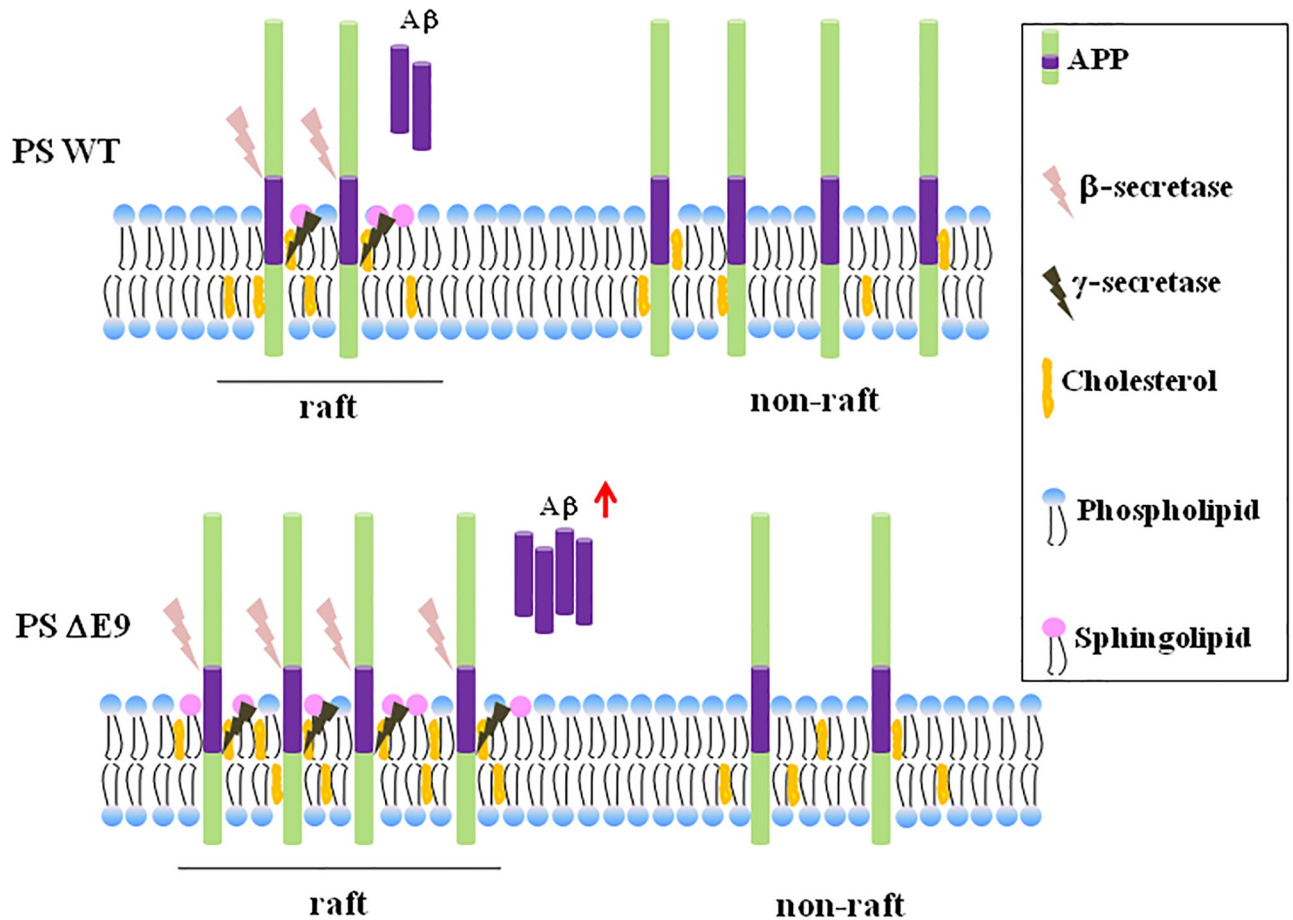 Aβ
PS WT
raft
non-raft
Aβ
PS ΔE9
raft
non-raft
APP
β-secretase
γ-secretase
Cholesterol
Phospholipid
Sphingolipid